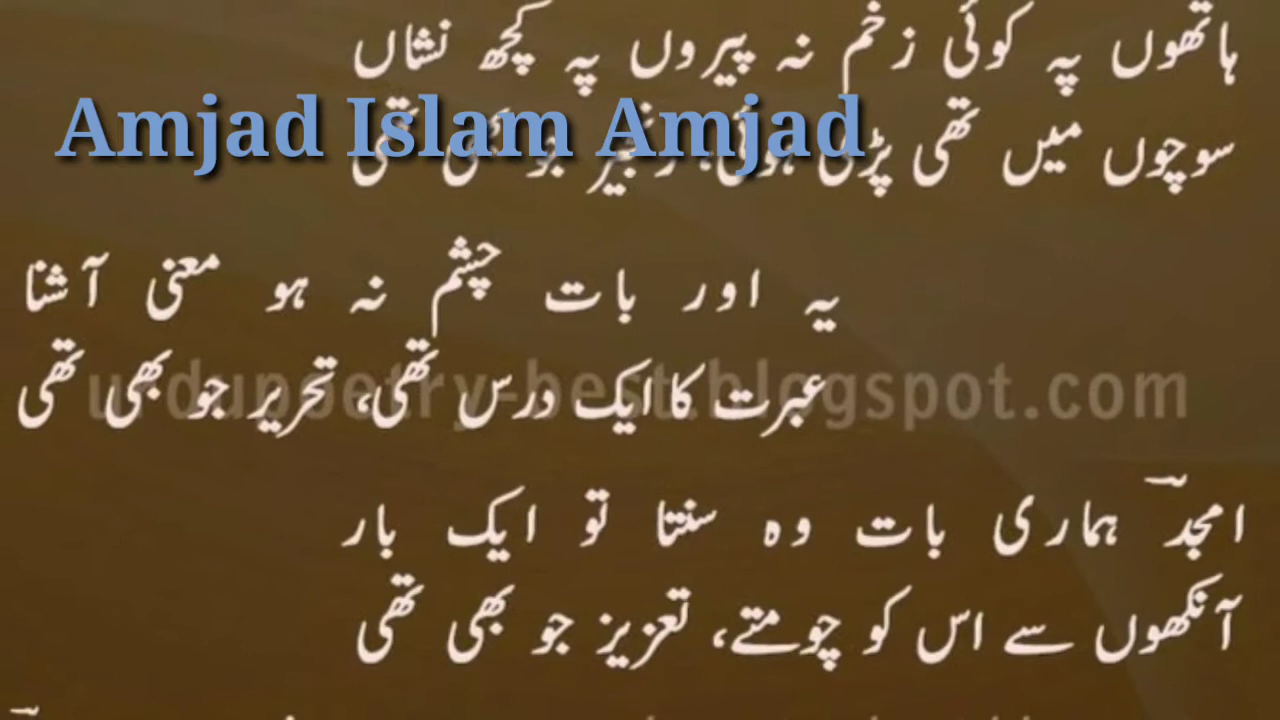 ہاتھوں پہ کوئی زخم نہ پیروں پہ کچھ نشاں
Amjad Islam Amjad
سوچوں میں تھی پڑی ہوئی، زنجیر جو بھی تھی
یہ اور بات چشم نہ ہو معنی آشنا
عبرت کا ایک درس تھی، تحریر جو بھی تھی
urdupoetry-best.blogspot.com
امجدؔ ہماری بات وہ سنتا تو ایک بار
آنکھوں سے اس کو چومتے، تعزیز جو بھی تھی